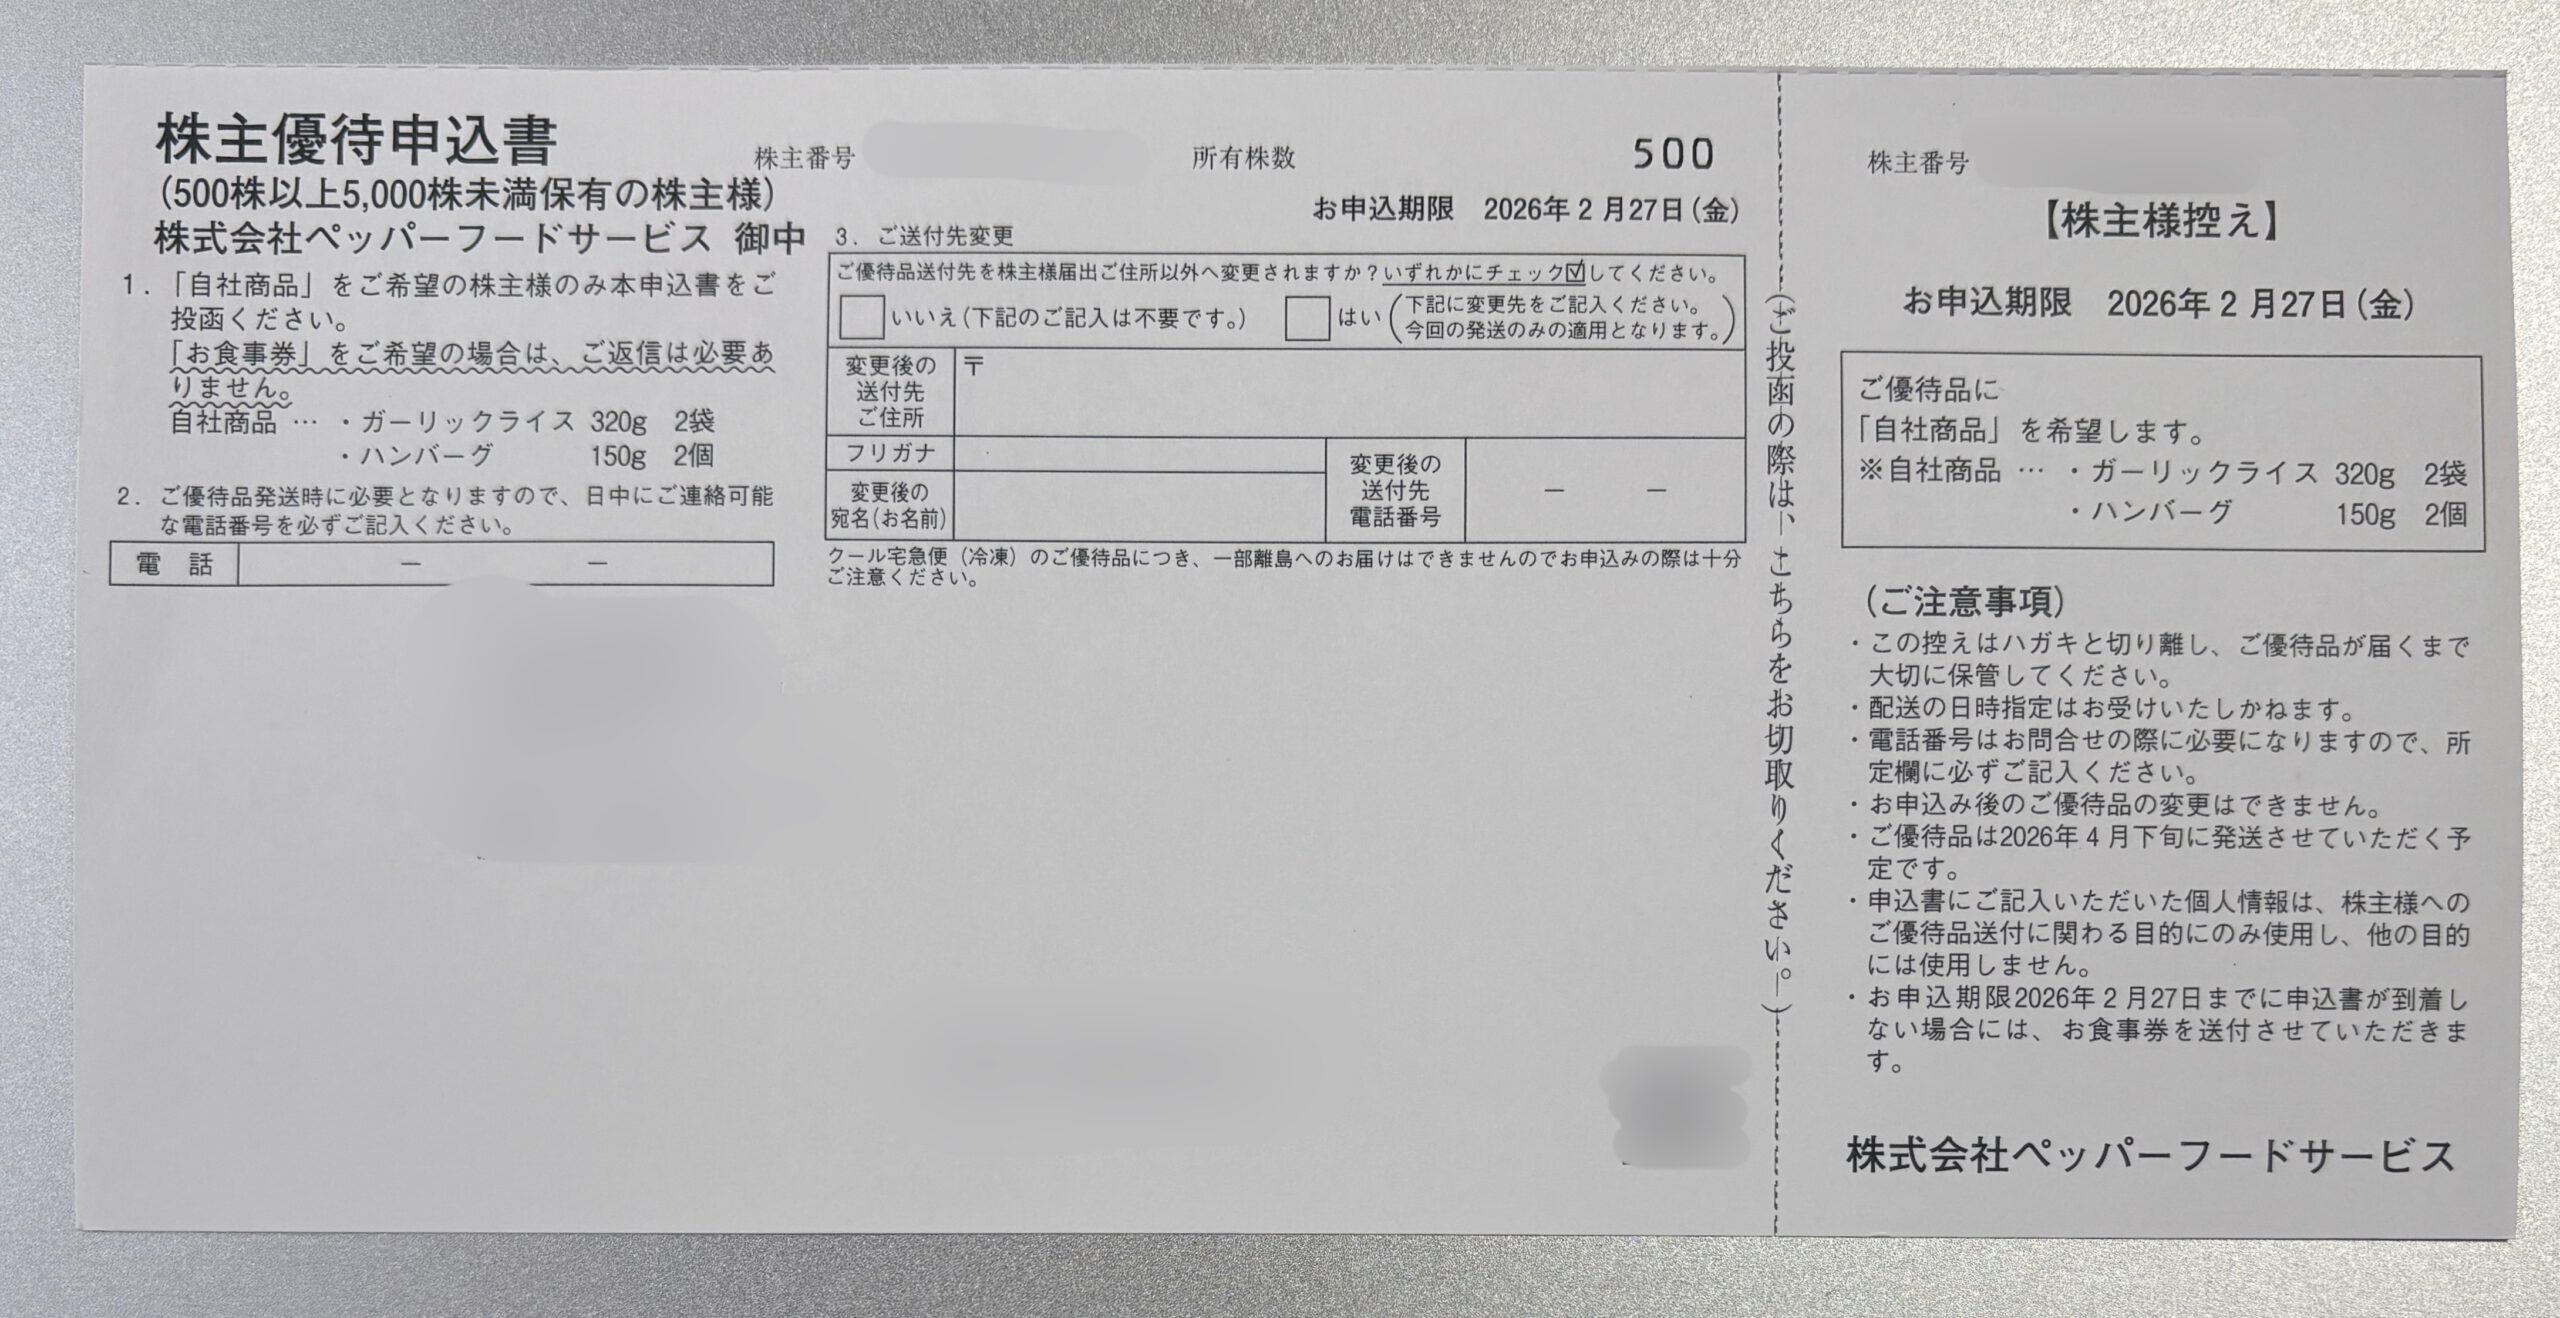 株主優待申込書
(500株以上5,000株未満保有の株主様)
株式会社ペッパーフードサービス 御中
株主番号
所有株数 500
お申込期限 2026年2月27日(金)
1. 「自社商品」をご希望の株主様のみ本申込書をご
投函ください。
「お食事券」をご希望の場合は、ご返信は必要あ
りません。
自社商品 … ・ガーリックライス 320g 2袋
・ハンバーグ 150g 2個
2. ご優待品発送時に必要となりますので、日中にご連絡可能
な電話番号を必ずご記入ください。
電 話 － －
3. ご送付先変更
ご優待品送付先を株主様届出ご住所以外へ変更されますか?いずれかにチェック☑してください。
いいえ(下記のご記入は不要です。)
はい(下記に変更先をご記入ください。
今回の発送のみの適用となります。)
変更後の
送付先
ご住所
〒
フリガナ
変更後の
宛名(お名前)
変更後の
送付先
電話番号
－ －
クール宅急便(冷凍)のご優待品につき、一部離島へのお届けはできませんのでお申込みの際は十分
ご注意ください。
(ご投函の際は、こちらをお切取りください。)
株主番号
【株主様控え】
お申込期限 2026年2月27日(金)
ご優待品に
「自社商品」を希望します。
※自社商品 … ・ガーリックライス 320g 2袋
・ハンバーグ 150g 2個
(ご注意事項)
・この控えはハガキと切り離し、ご優待品が届くまで
大切に保管してください。
・配送の日時指定はお受けいたしかねます。
・電話番号はお問合せの際に必要になりますので、所
定欄に必ずご記入ください。
・お申込み後のご優待品の変更はできません。
・ご優待品は2026年4月下旬に発送させていただく予
定です。
・申込書にご記入いただいた個人情報は、株主様への
ご優待品送付に関わる目的にのみ使用し、他の目的
には使用しません。
・お申込期限2026年2月27日までに申込書が到着し
ない場合には、お食事券を送付させていただきま
す。
株式会社ペッパーフードサービス